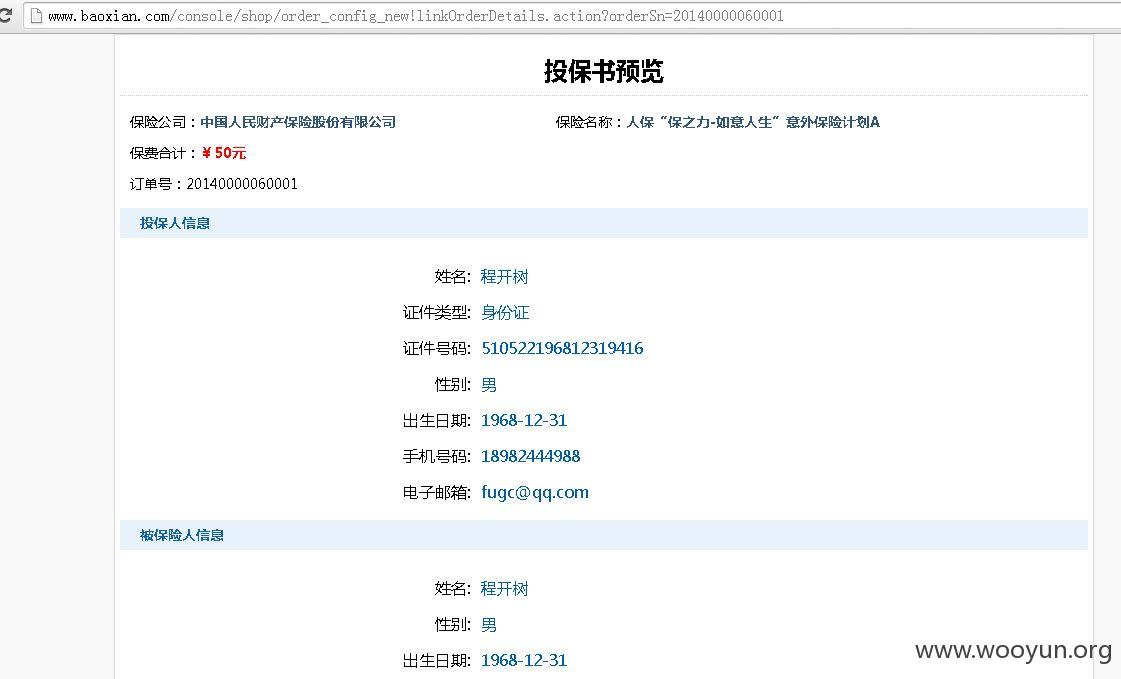 www.baoxian.com/console/shop/order_config_new!linkOrderDetails.action?orderSn=20140000060001
投保书预览
保险公司：中国人民财产保险股份有限公司 保险名称：人保“保之力-如意人生”意外保险计划A
保费合计：￥50元
订单号：20140000060001
投保人信息
姓名: 程开树
证件类型: 身份证
证件号码: 510522196812319416
性别: 男
出生日期: 1968-12-31
手机号码: 18982444988
电子邮箱: fugc@qq.com
被保险人信息
姓名: 程开树
性别: 男
出生日期: 1968-12-31
www.wooyun.org